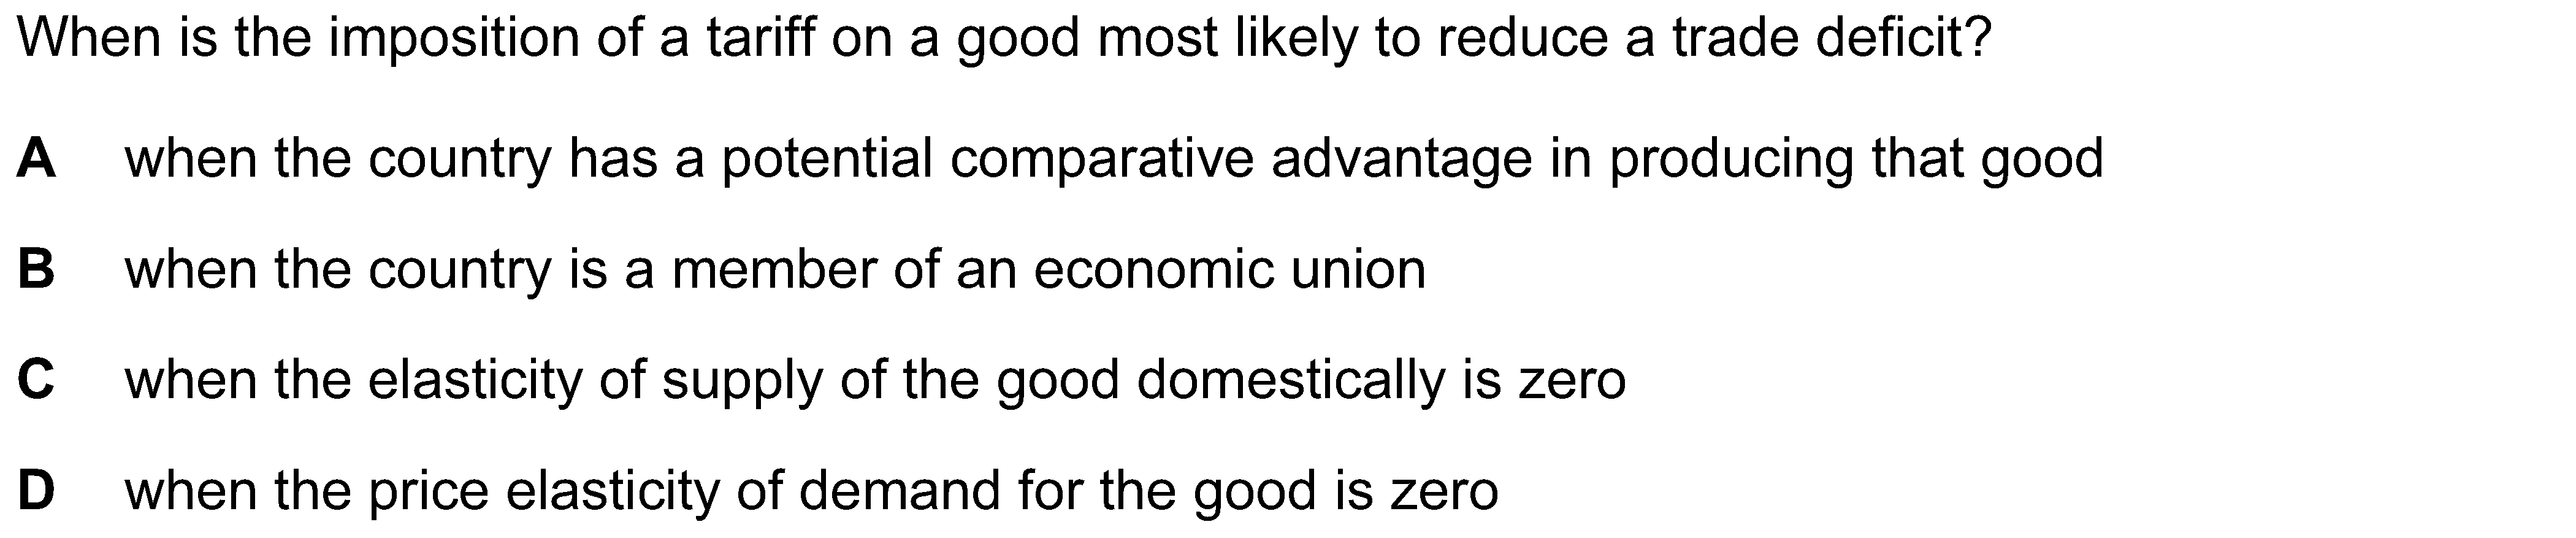 When is the imposition of a tariff on a good most likely to reduce a trade deficit?
A when the country has a potential comparative advantage in producing that good
B when the country is a member of an economic union
C when the elasticity of supply of the good domestically is zero
D when the price elasticity of demand for the good is zero